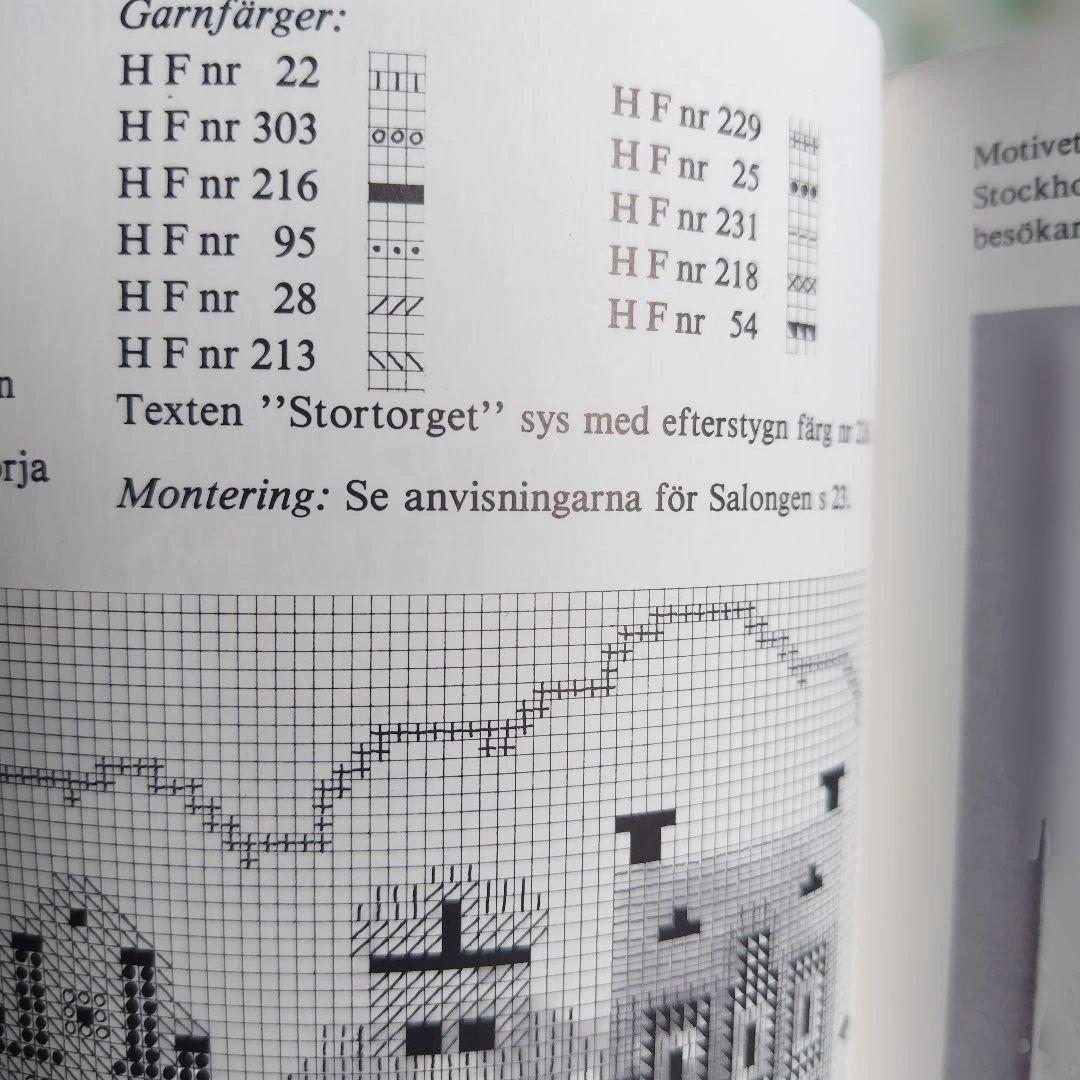 Garnfärger:
H F nr 22
H F nr 303
H F nr 216
H F nr 95
H F nr 28
H F nr 213
H F nr 229
H F nr 25
H F nr 231
H F nr 218
H F nr 54
Texten ”Stortorget” sys med efterstygn färg nr
Montering: Se anvisningarna för Salongen s 23.
n
rja
Motivet
Stockho
besökar